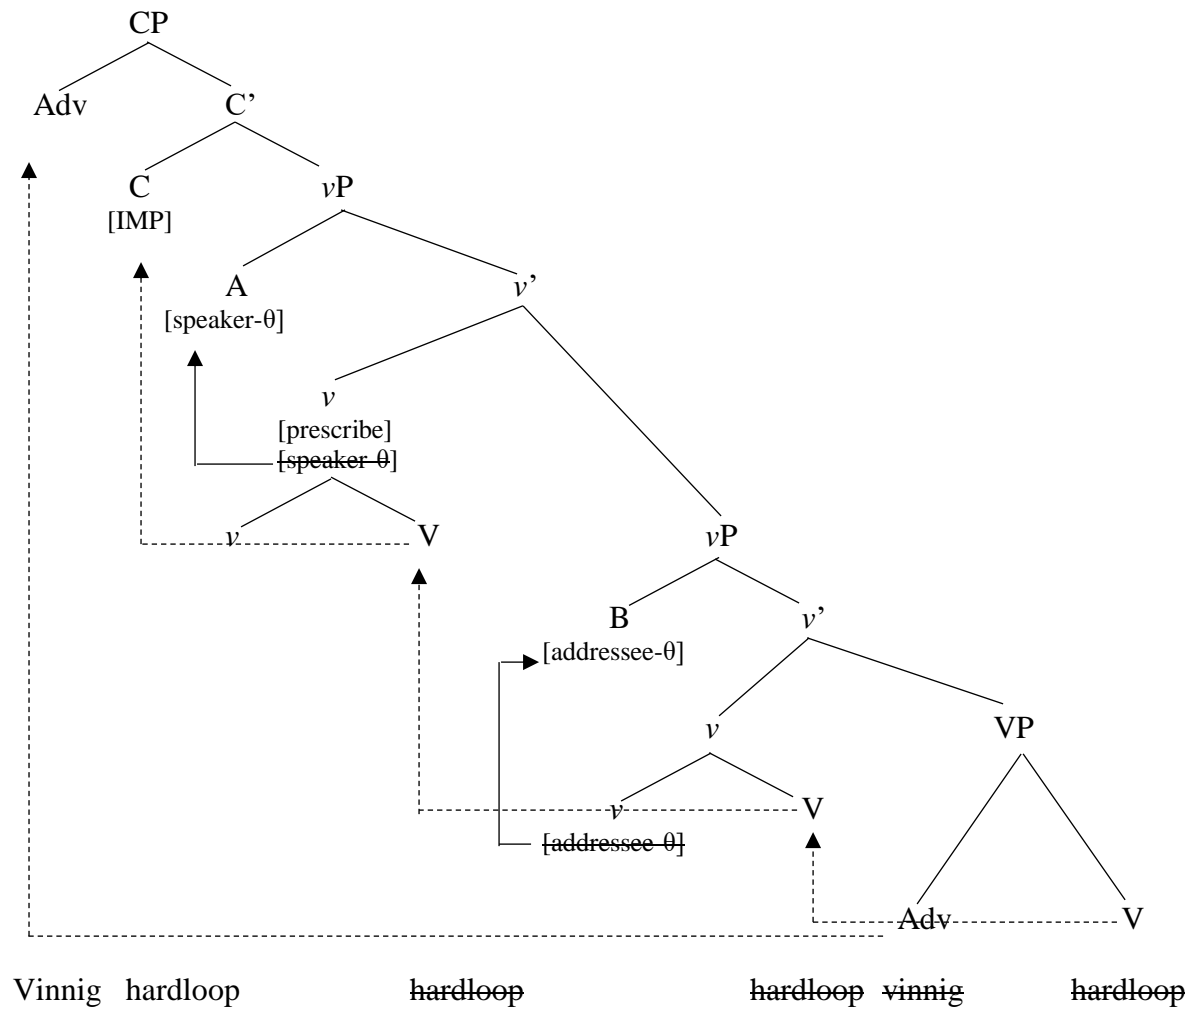 CP
Adv C’
C vP
[IMP]
A v’
[speaker-θ]
v
[prescribe]
[speaker-θ]
v V vP
B v’
[addressee-θ]
v VP
v V
[addressee-θ]
Adv V
Vinnig hardloop hardloop hardloop vinnig hardloop